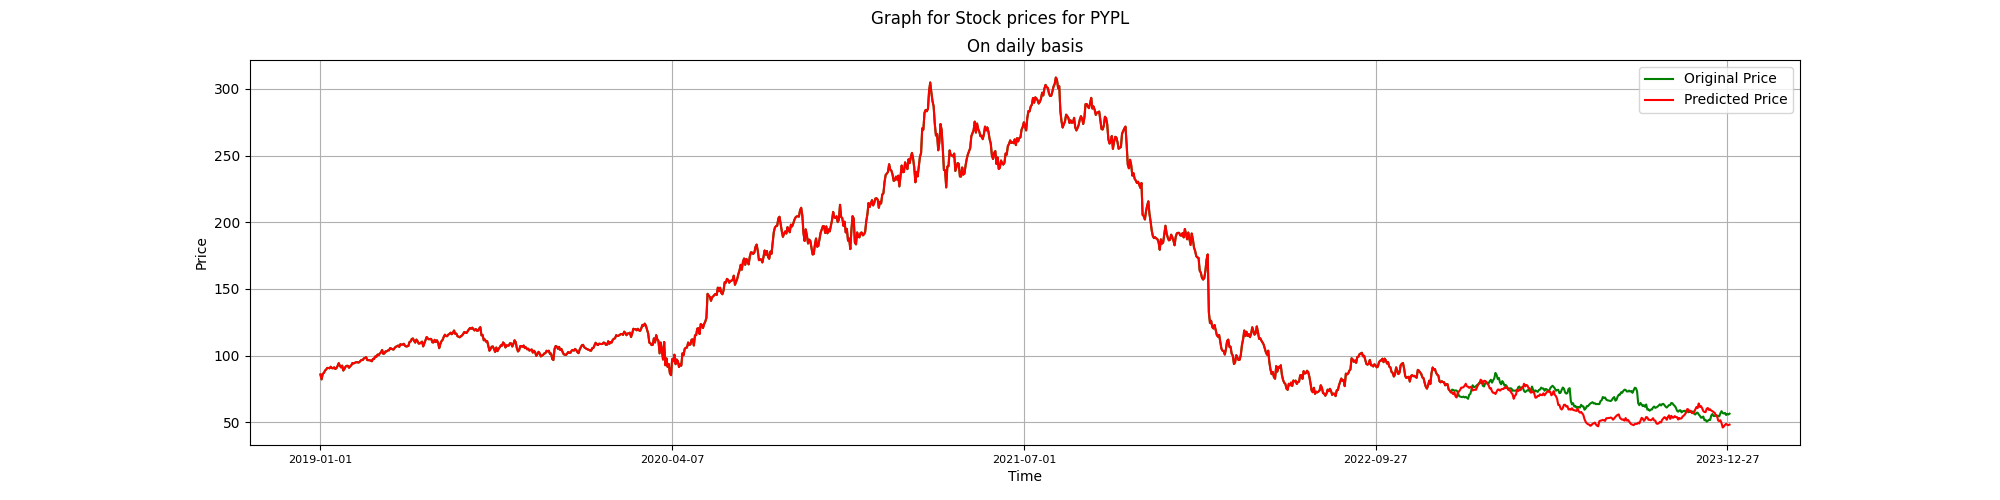 Graph for Stock prices for PYPL
On daily basis
Original Price
Predicted Price
Price
300
250
200
150
100
50
2019-01-01
2020-04-07
2021-07-01
2022-09-27
2023-12-27
Time